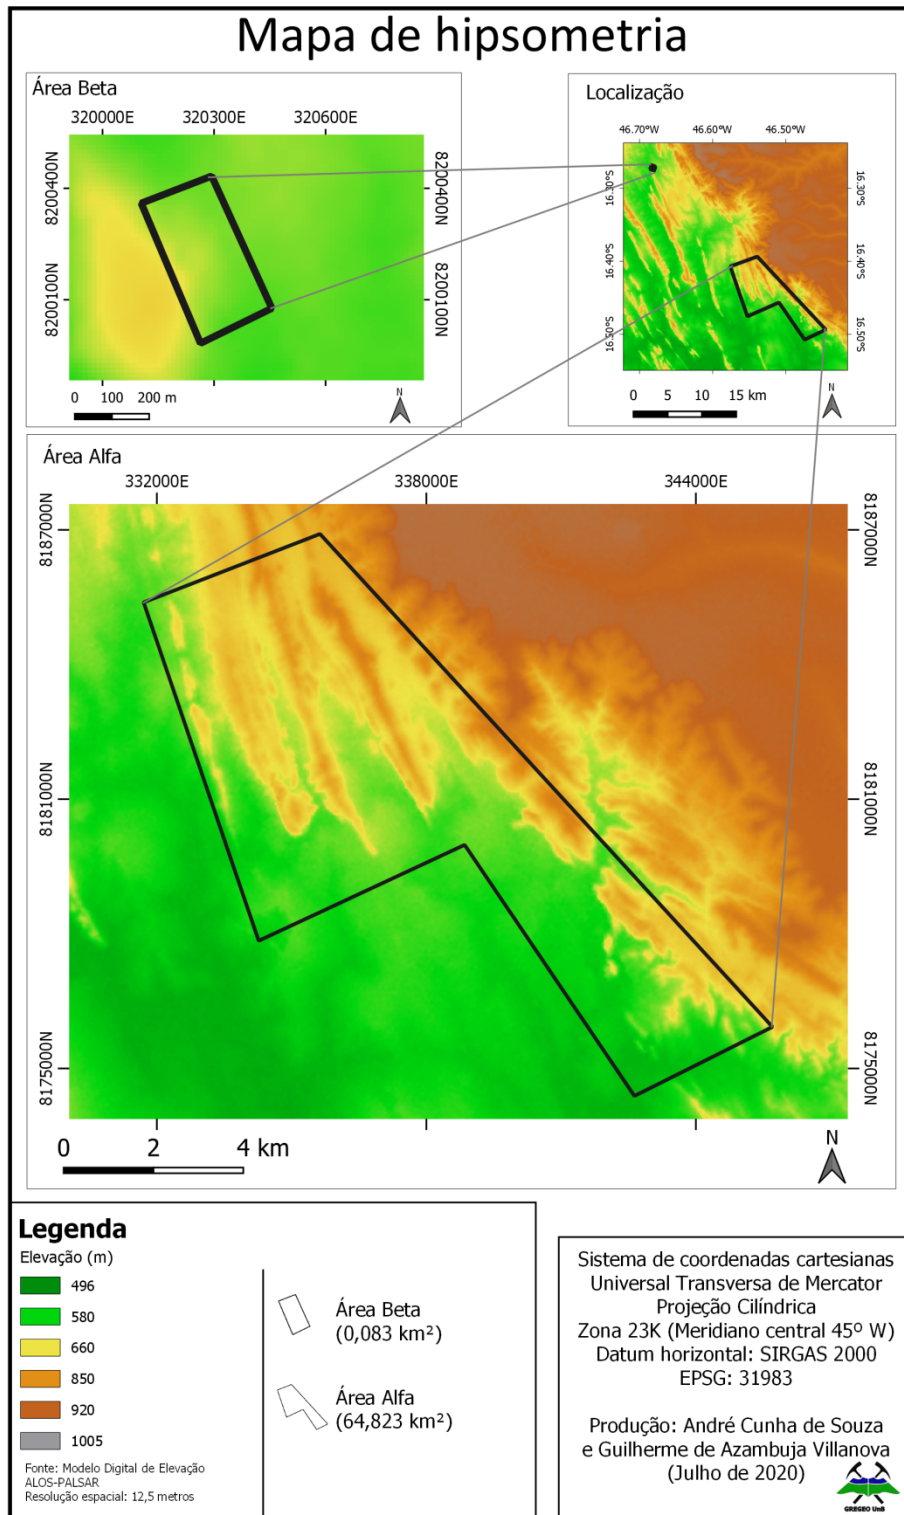 Mapa de hipsometria
Área Beta
320000E 320300E 320600E
8200400N 8200400N
8200100N 8200100N
0 100 200 m
N
Localização
46.70°W 46.60°W 46.50°W
16.30°S 16.30°S
16.40°S 16.40°S
16.50°S 16.50°S
0 5 10 15 km
N
Área Alfa
332000E 338000E 344000E
8187000N 8187000N
8181000N 8181000N
8175000N 8175000N
0 2 4 km
N
Legenda
Elevação (m)
496
580
660
850
920
1005
Fonte: Modelo Digital de Elevação
ALOS-PALSAR
Resolução espacial: 12,5 metros
Área Beta
(0,083 km²)
Área Alfa
(64,823 km²)
Sistema de coordenadas cartesianas
Universal Transversa de Mercator
Projeção Cilíndrica
Zona 23K (Meridiano central 45º W)
Datum horizontal: SIRGAS 2000
EPSG: 31983
Produção: André Cunha de Souza
e Guilherme de Azambuja Villanova
(Julho de 2020)
GREGEO UnB